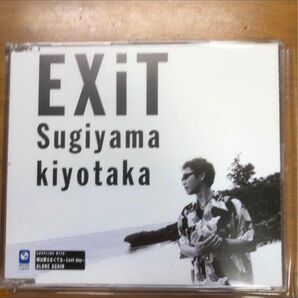 EXiT
Sugiyama
kiyotaka
COUPLING WITH
ALONE AGAIN